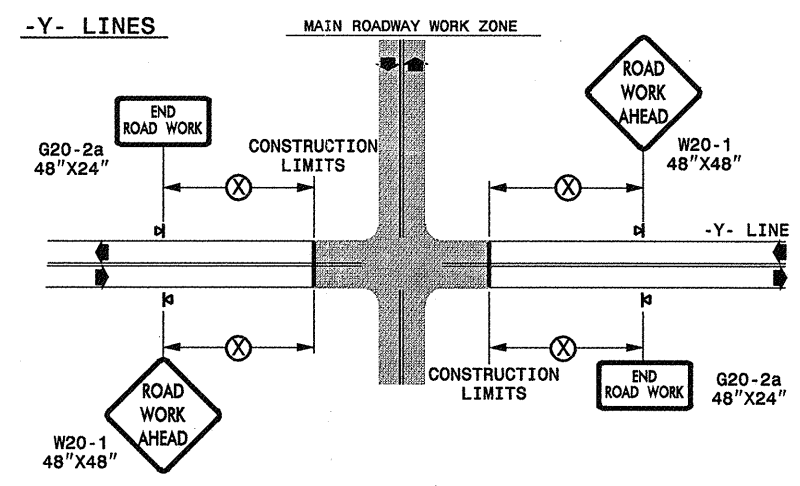 -Y- LINES
MAIN ROADWAY WORK ZONE
END
ROAD WORK
G20-2a
48"X24"
CONSTRUCTION
LIMITS
X
X
ROAD
WORK
AHEAD
W20-1
48"X48"
-Y- LINE
X
X
ROAD
WORK
AHEAD
W20-1
48"X48"
CONSTRUCTION
LIMITS
END
ROAD WORK
G20-2a
48"X24"